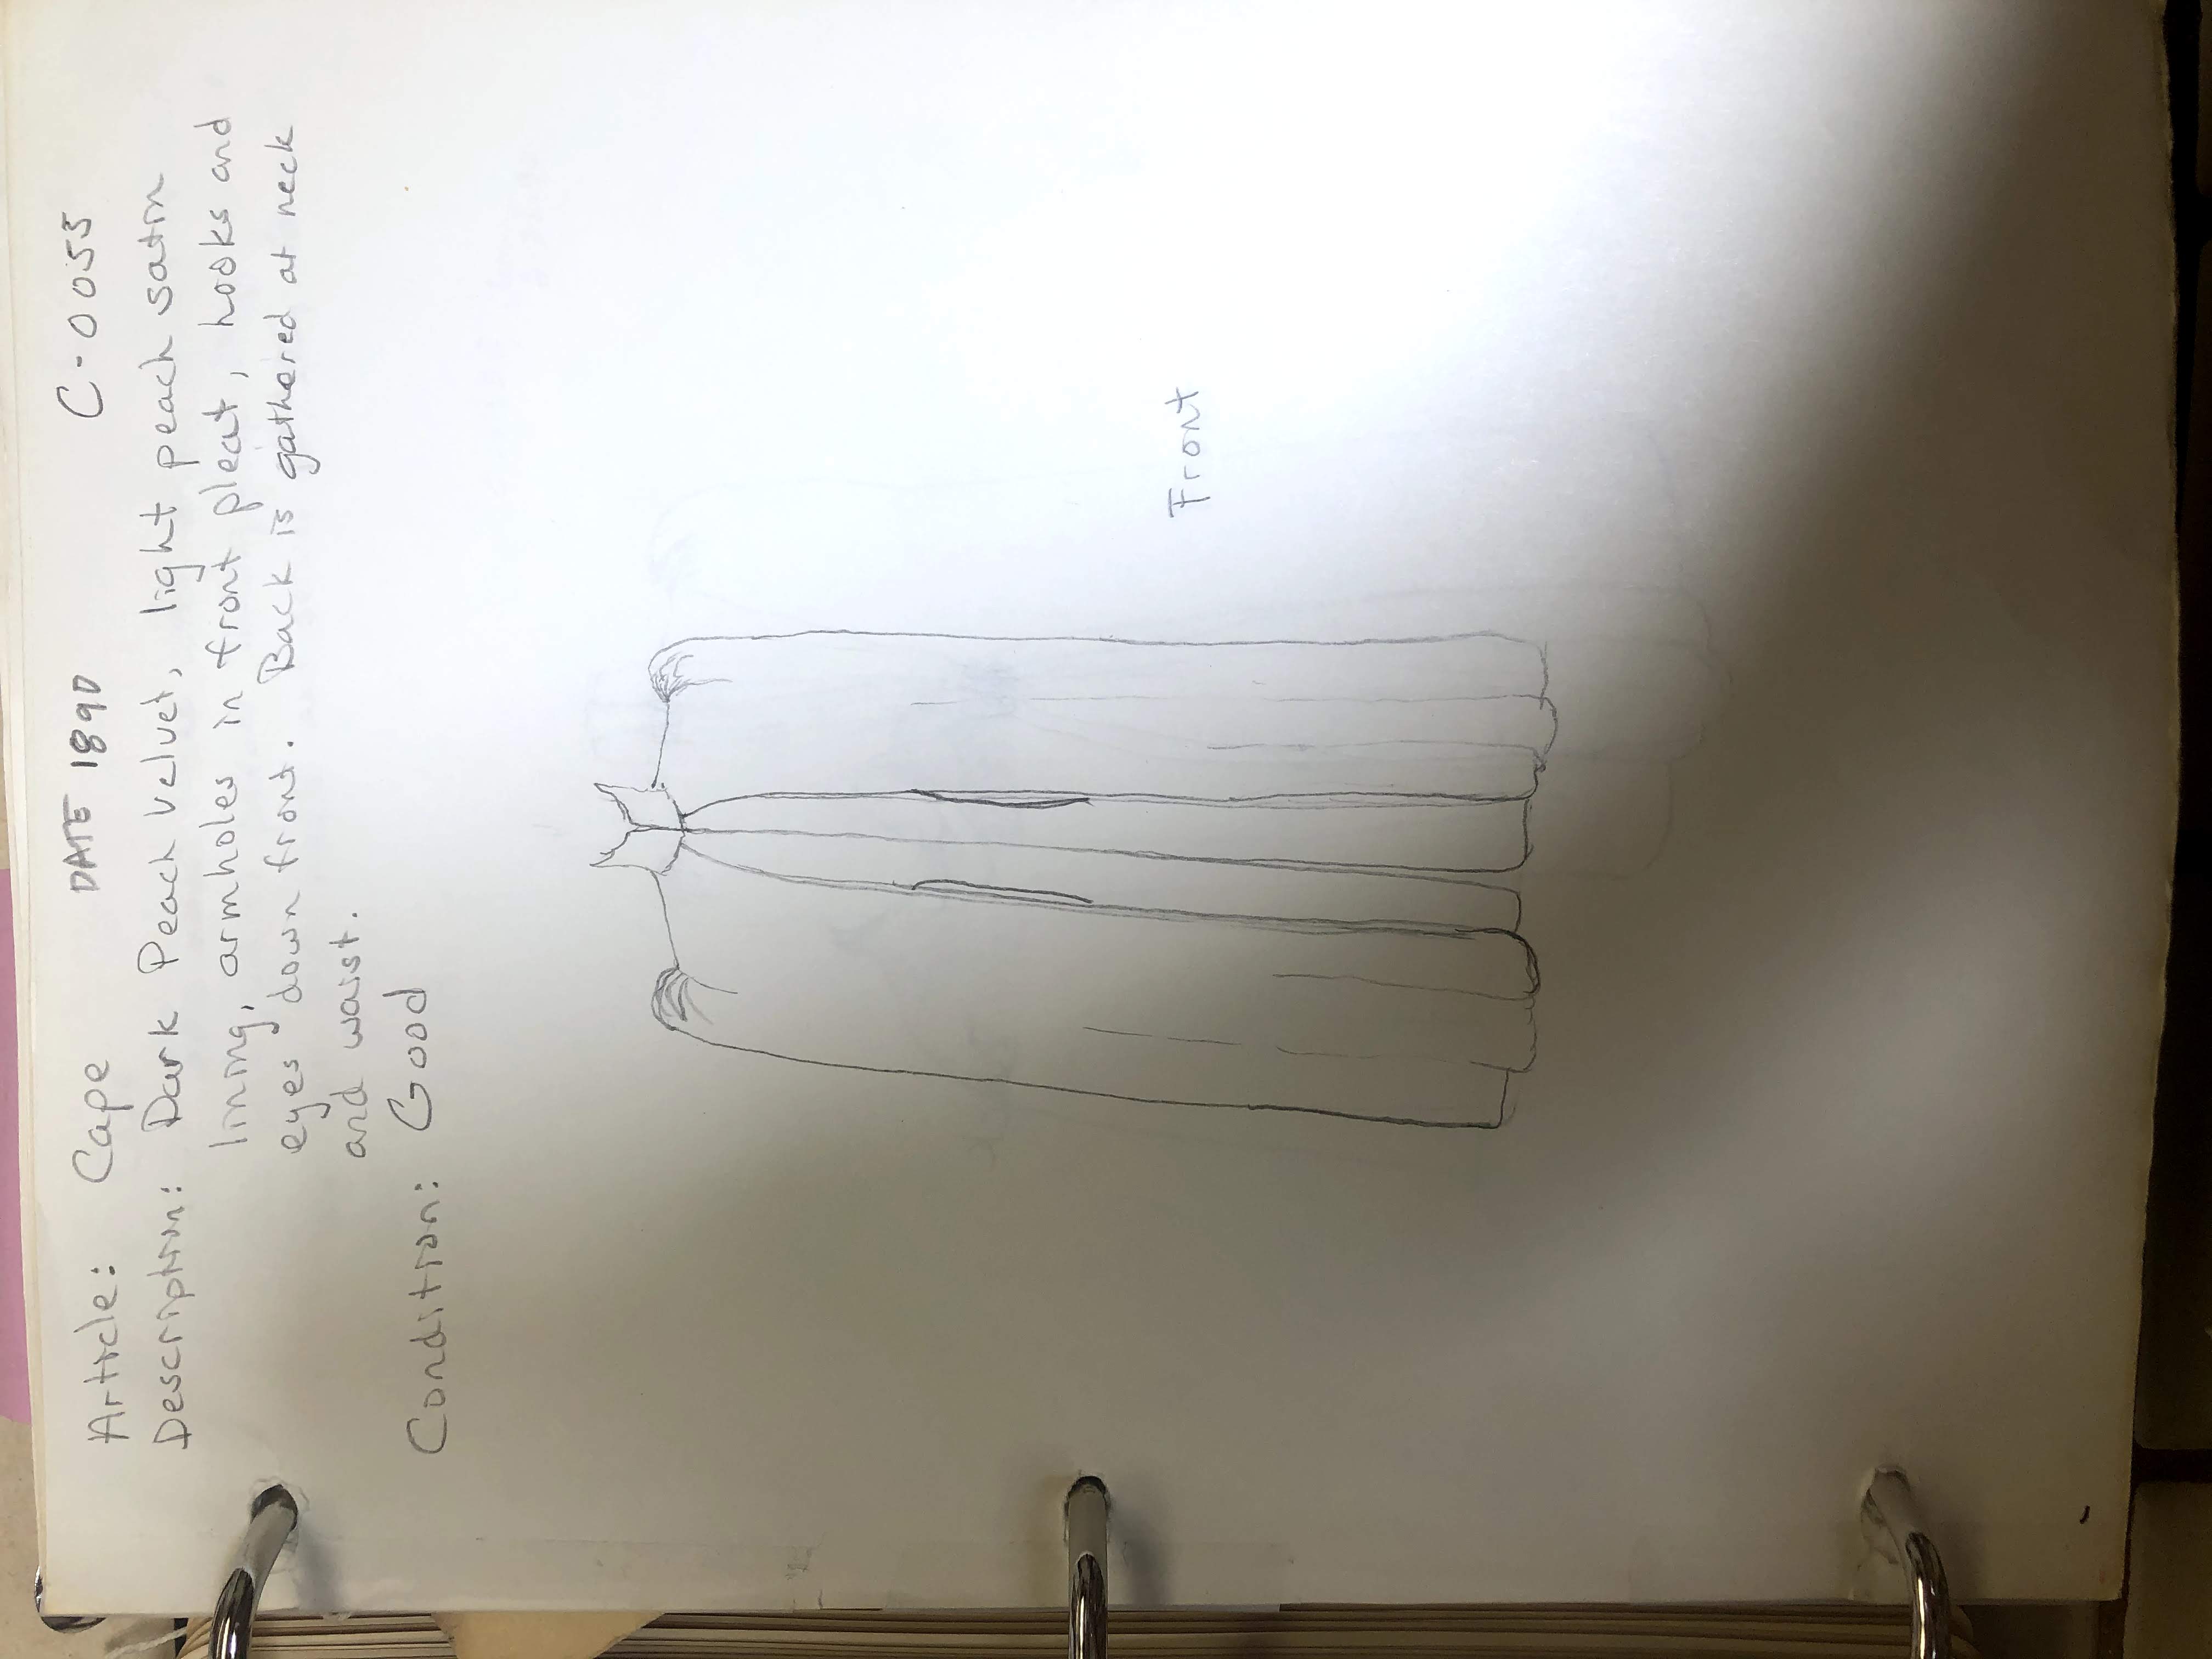 Article: Cape DATE 1890 C-0055
Description: Dark Peach Velvet, light peach satin
lining, armholes in front pleat, hooks and
eyes down front. Back is gathered at neck
and waist.
Condition: Good
Front